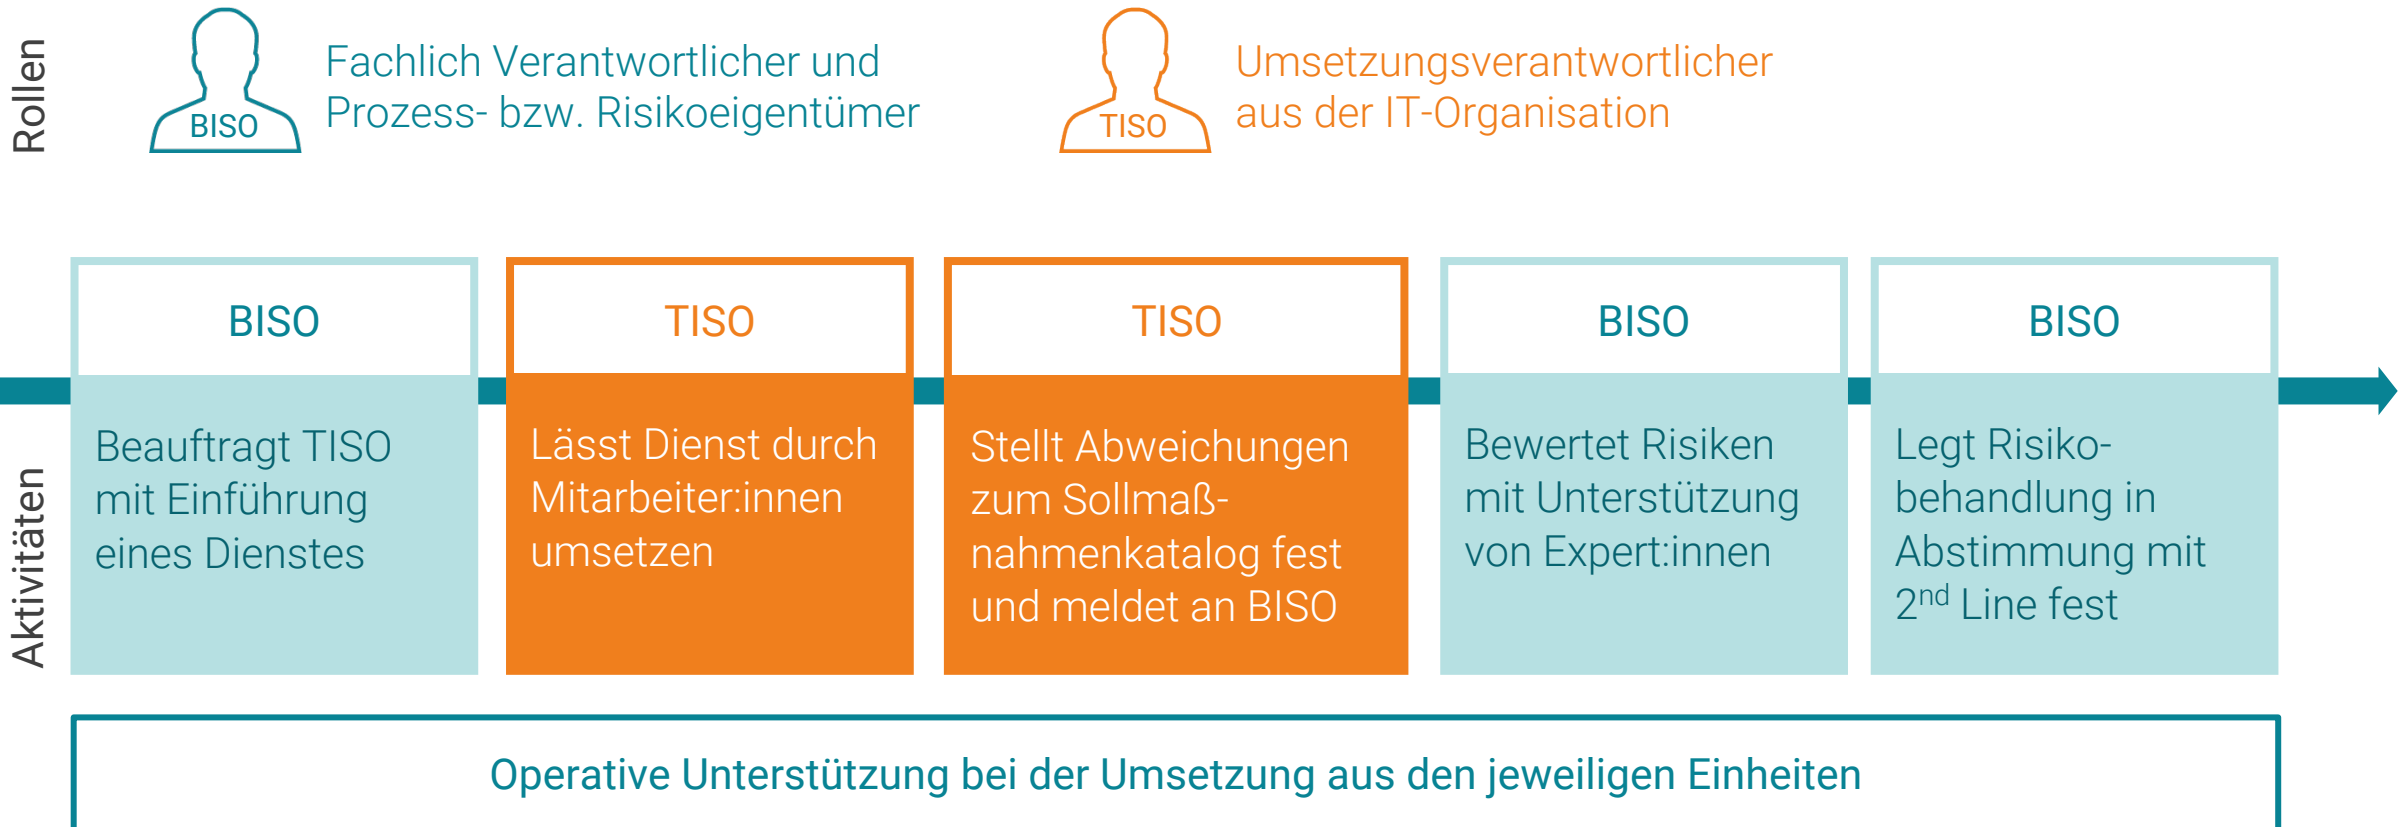 Rollen
BISO
Fachlich Verantwortlicher und
Prozess- bzw. Risikoeigentümer
TISO
Umsetzungsverantwortlicher
aus der IT-Organisation
Aktivitäten
BISO
Beauftragt TISO
mit Einführung
eines Dienstes
TISO
Lässt Dienst durch
Mitarbeiter:innen
umsetzen
TISO
Stellt Abweichungen
zum Sollmaß-
nahmenkatalog fest
und meldet an BISO
BISO
Bewertet Risiken
mit Unterstützung
von Expert:innen
BISO
Legt Risiko-
behandlung in
Abstimmung mit
2nd Line fest
Operative Unterstützung bei der Umsetzung aus den jeweiligen Einheiten